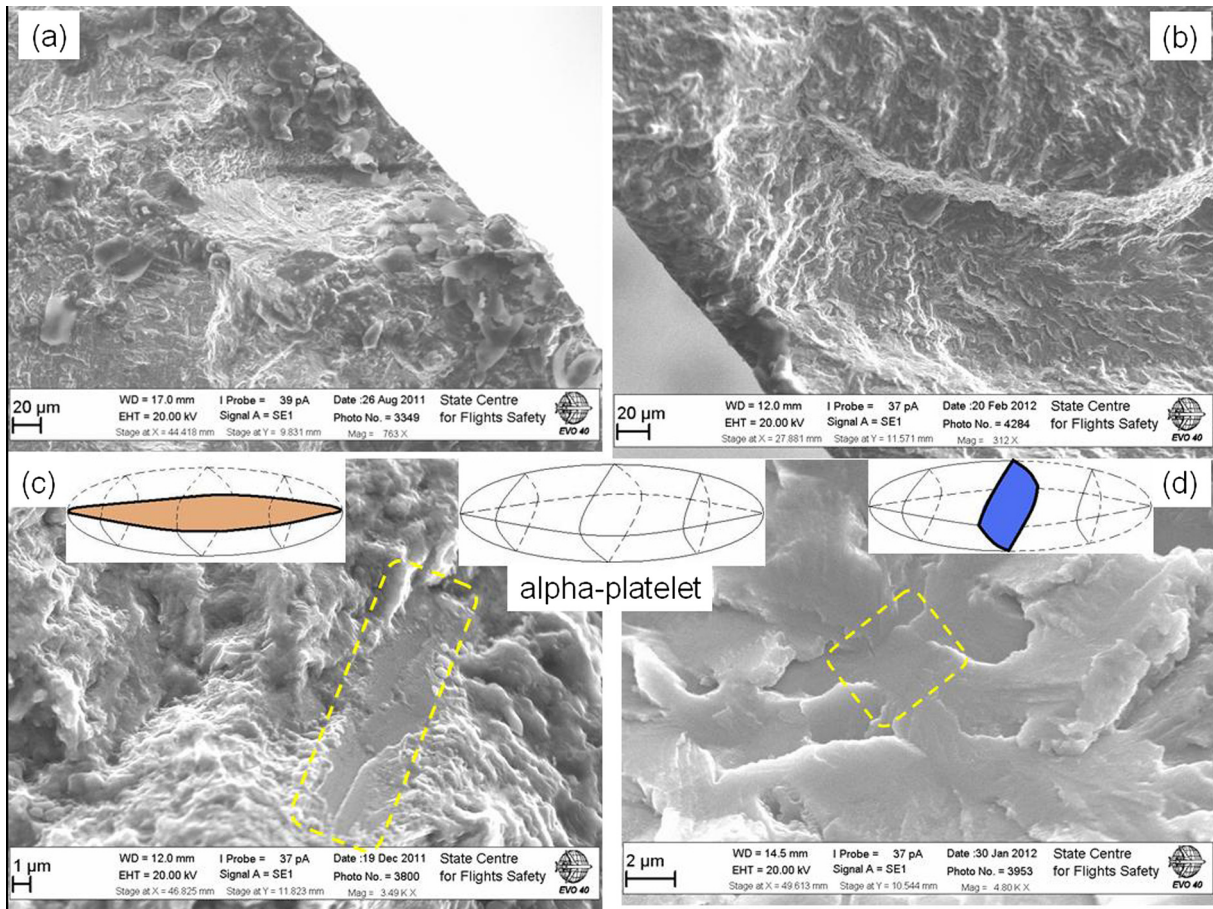 (a)
(b)
20 µm
WD = 17.0 mm
EHT = 20.00 kV
Stage at X = 44.418 mm
I Probe = 39 pA
Signal A = SE1
Stage at Y = 9.831 mm
Date :26 Aug 2011
Photo No. = 3349
Mag = 763 X
State Centre
for Flights Safety
EVO 40
20 µm
WD = 12.0 mm
EHT = 20.00 kV
Stage at X = 27.881 mm
I Probe = 37 pA
Signal A = SE1
Stage at Y = 11.571 mm
Date :20 Feb 2012
Photo No. = 4284
Mag = 312 X
State Centre
for Flights Safety
EVO 40
(c)
(d)
alpha-platelet
1 µm
WD = 12.0 mm
EHT = 20.00 kV
Stage at X = 46.825 mm
I Probe = 37 pA
Signal A = SE1
Stage at Y = 11.823 mm
Date :19 Dec 2011
Photo No. = 3800
Mag = 3.49 K X
State Centre
for Flights Safety
EVO 40
2 µm
WD = 14.5 mm
EHT = 20.00 kV
Stage at X = 49.613 mm
I Probe = 37 pA
Signal A = SE1
Stage at Y = 10.544 mm
Date :30 Jan 2012
Photo No. = 3953
Mag = 4.80 K X
State Centre
for Flights Safety
EVO 40